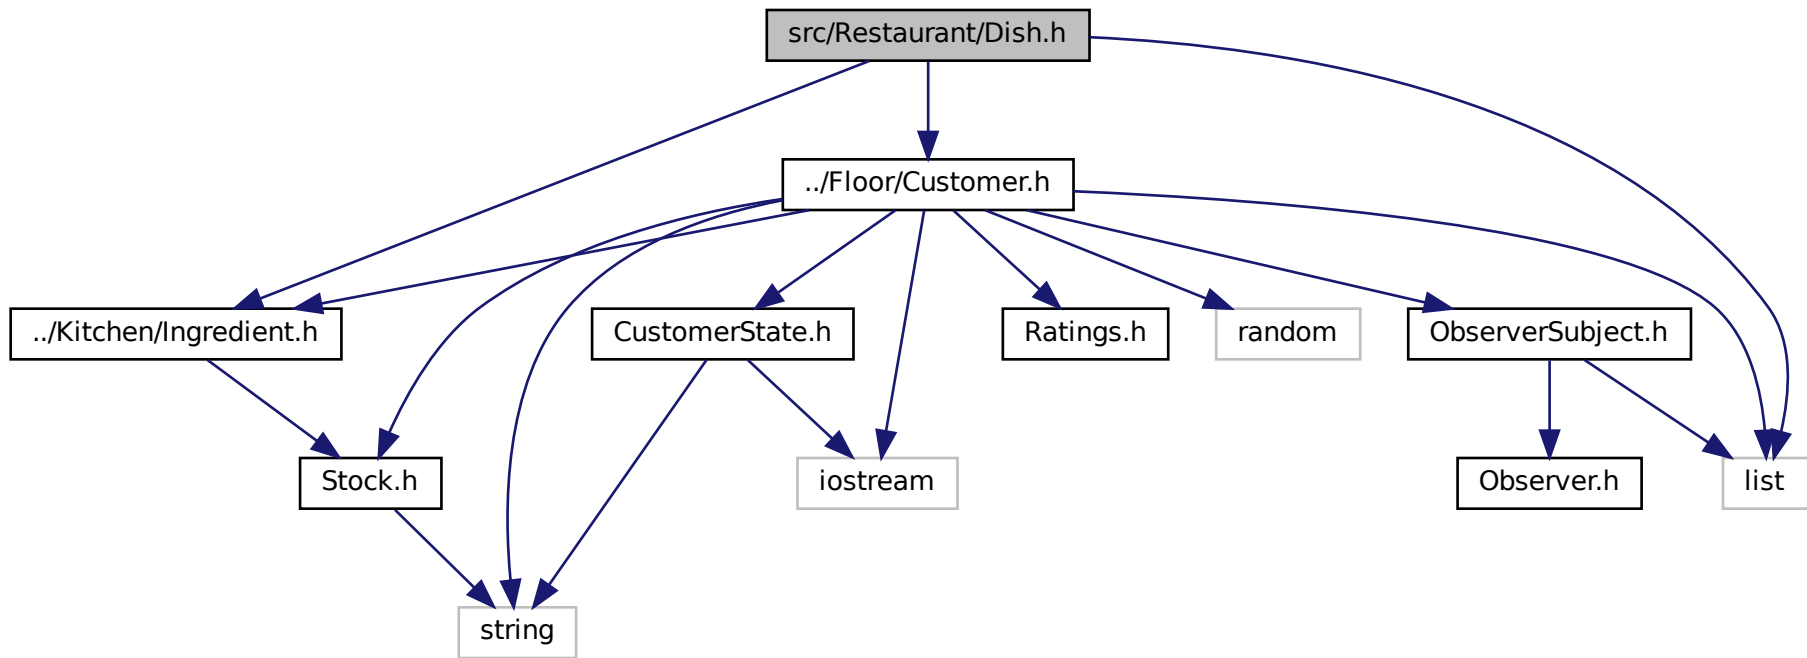 src/Restaurant/Dish.h
../Floor/Customer.h
../Kitchen/Ingredient.h
CustomerState.h
Ratings.h
random
ObserverSubject.h
Stock.h
iostream
Observer.h
list
string